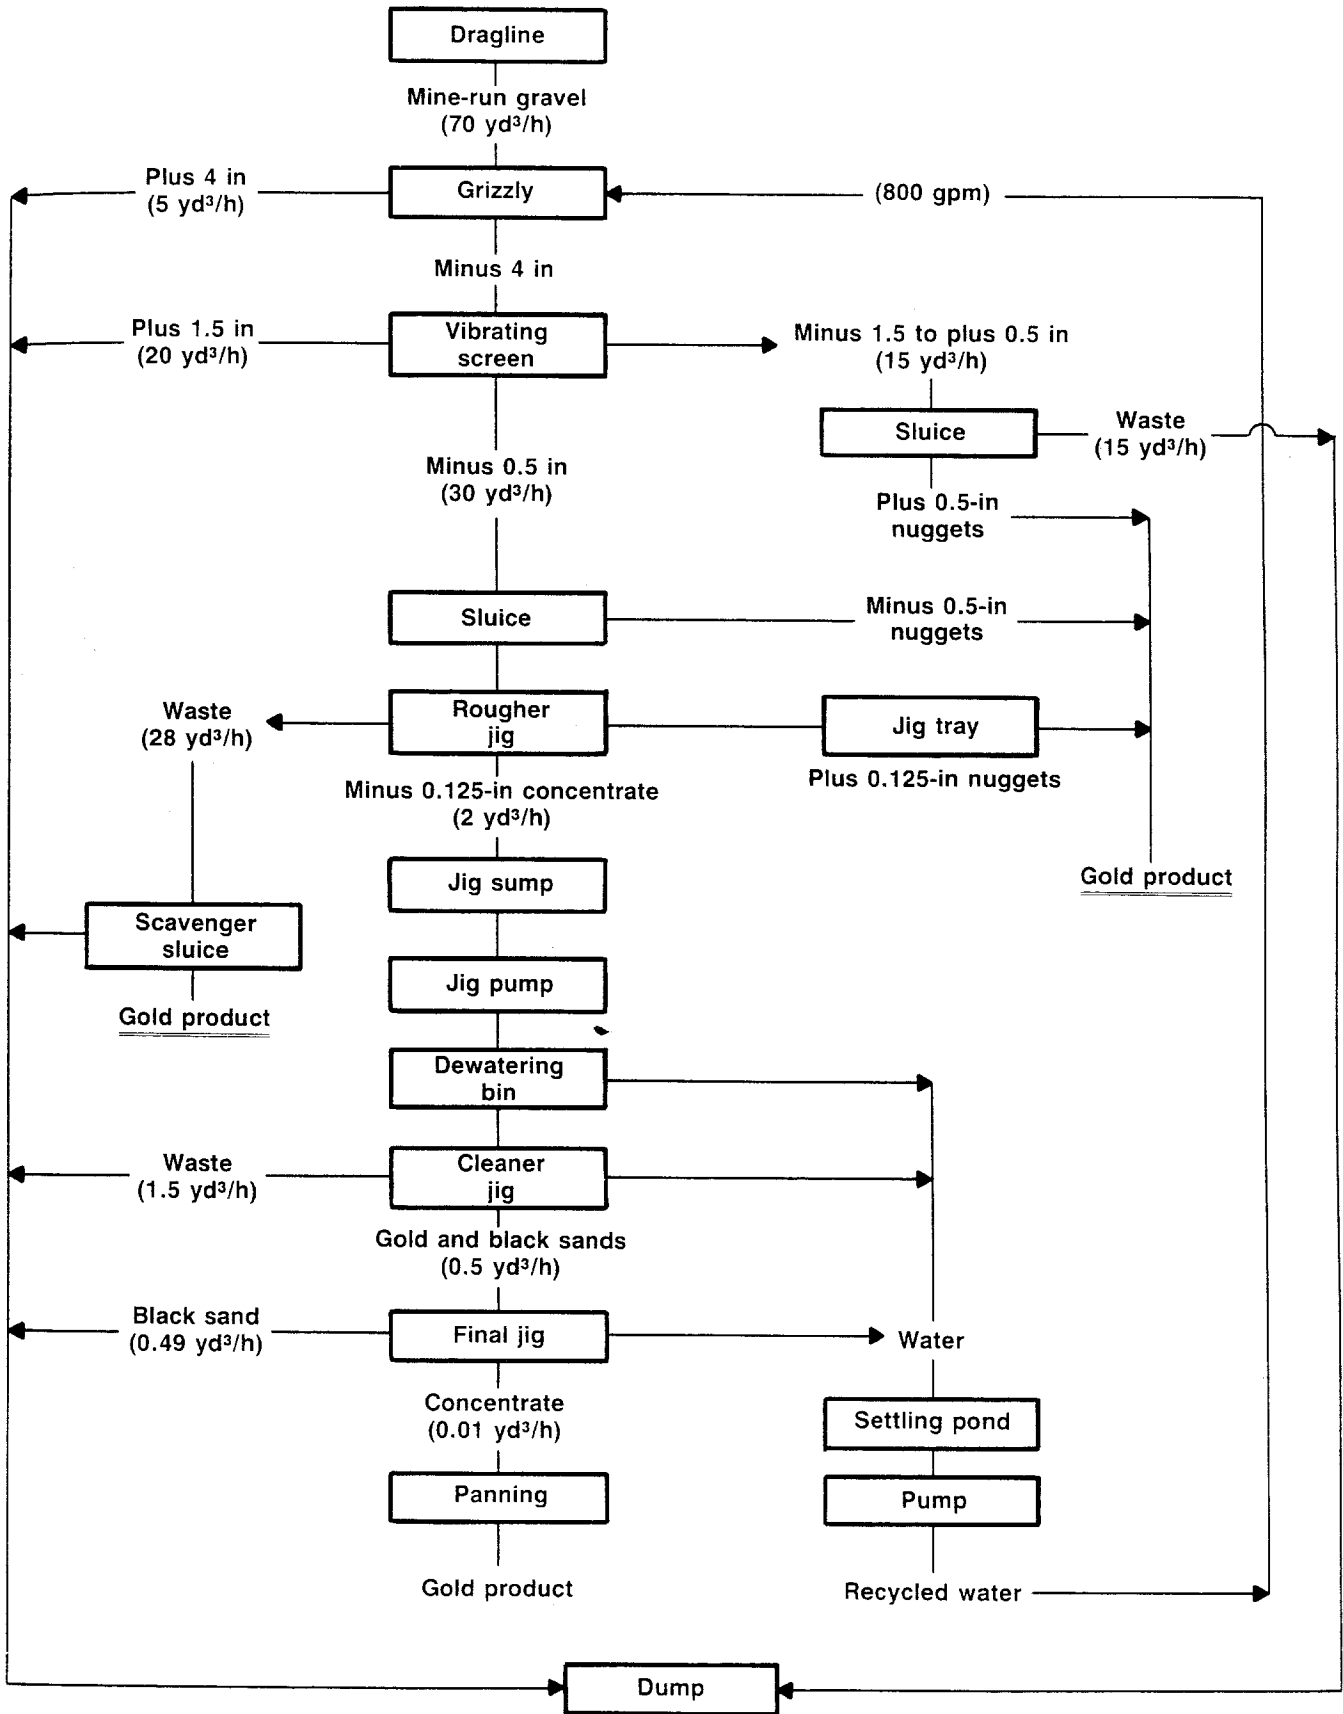 Dragline
Mine-run gravel
(70 yd³/h)
Plus 4 in
(5 yd³/h)
Grizzly
(800 gpm)
Minus 4 in
Plus 1.5 in
(20 yd³/h)
Vibrating
screen
Minus 1.5 to plus 0.5 in
(15 yd³/h)
Sluice
Waste
(15 yd³/h)
Minus 0.5 in
(30 yd³/h)
Plus 0.5-in
nuggets
Sluice
Minus 0.5-in
nuggets
Waste
(28 yd³/h)
Rougher
jig
Jig tray
Plus 0.125-in nuggets
Minus 0.125-in concentrate
(2 yd³/h)
Jig sump
Gold product
Scavenger
sluice
Jig pump
Gold product
Dewatering
bin
Waste
(1.5 yd³/h)
Cleaner
jig
Gold and black sands
(0.5 yd³/h)
Black sand
(0.49 yd³/h)
Final jig
Water
Concentrate
(0.01 yd³/h)
Settling pond
Panning
Pump
Gold product
Recycled water
Dump